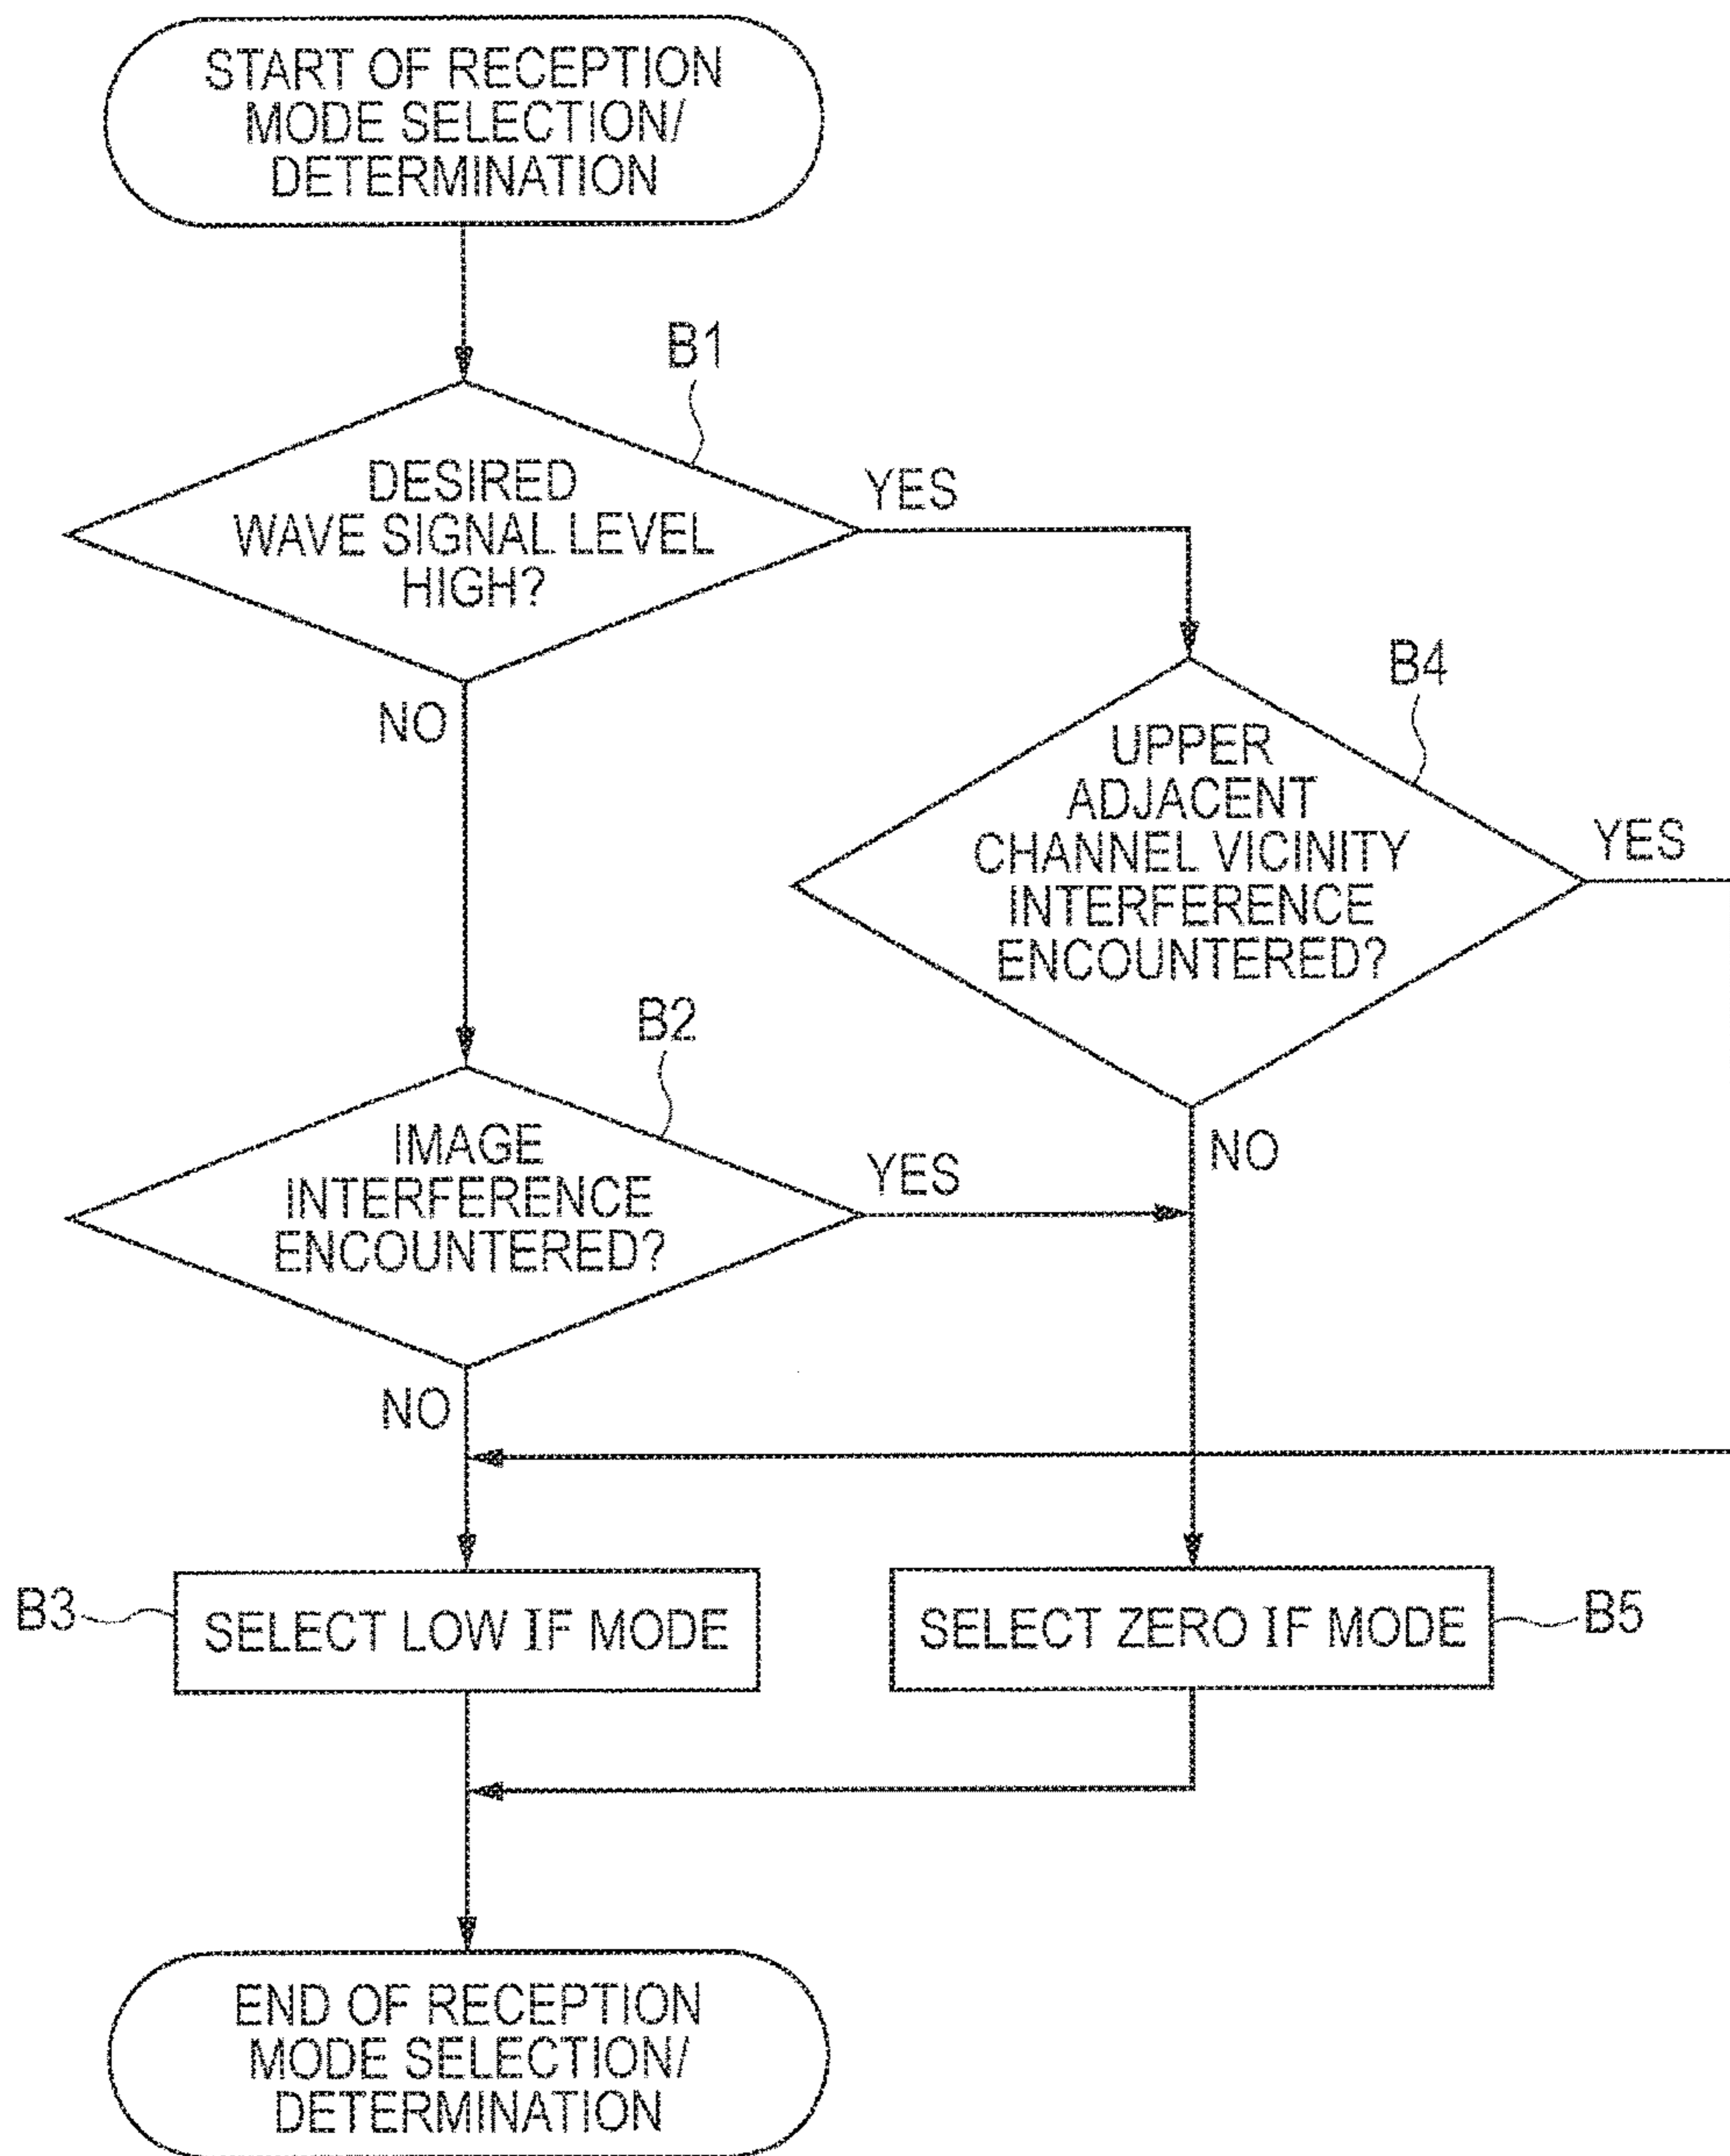 START OF RECEPTION
MODE SELECTION/
DETERMINATION
B1
DESIRED
WAVE SIGNAL LEVEL
HIGH?
YES
NO
B4
UPPER
ADJACENT
CHANNEL VICINITY
INTERFERENCE
ENCOUNTERED?
YES
NO
B2
IMAGE
INTERFERENCE
ENCOUNTERED?
YES
NO
B3
SELECT LOW IF MODE
SELECT ZERO IF MODE
B5
END OF RECEPTION
MODE SELECTION/
DETERMINATION